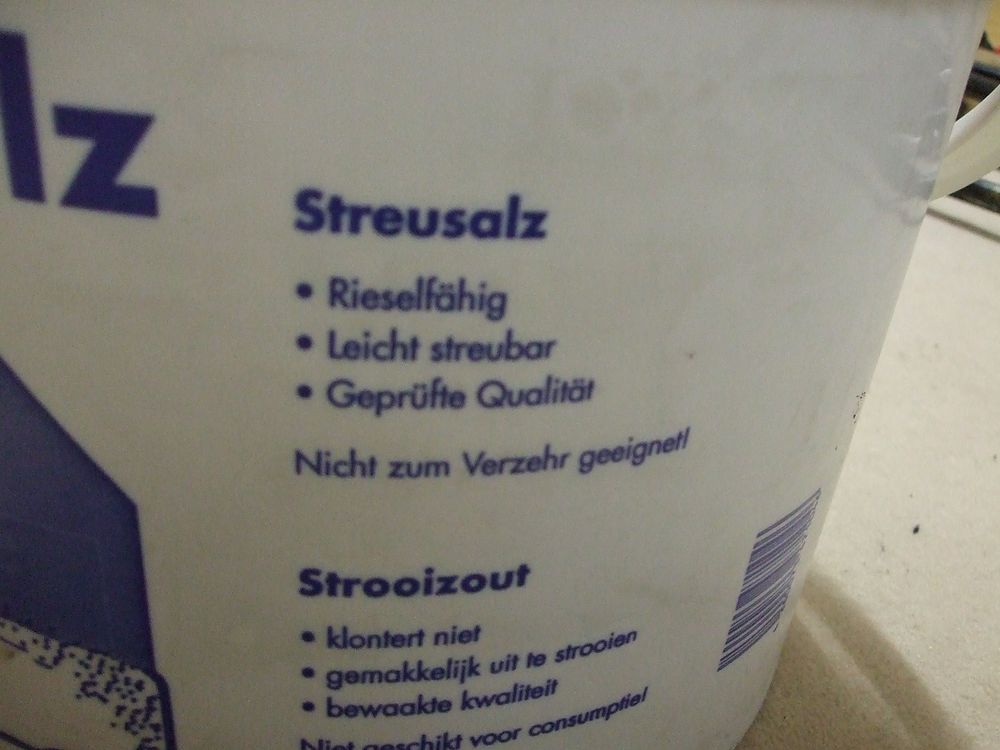 lz
Streusalz
• Rieselfähig
• Leicht streubar
• Geprüfte Qualität
Nicht zum Verzehr geeignet!
Strooizout
• klontert niet
• gemakkelijk uit te strooien
• bewaakte kwaliteit
Niet geschikt voor consumptie!